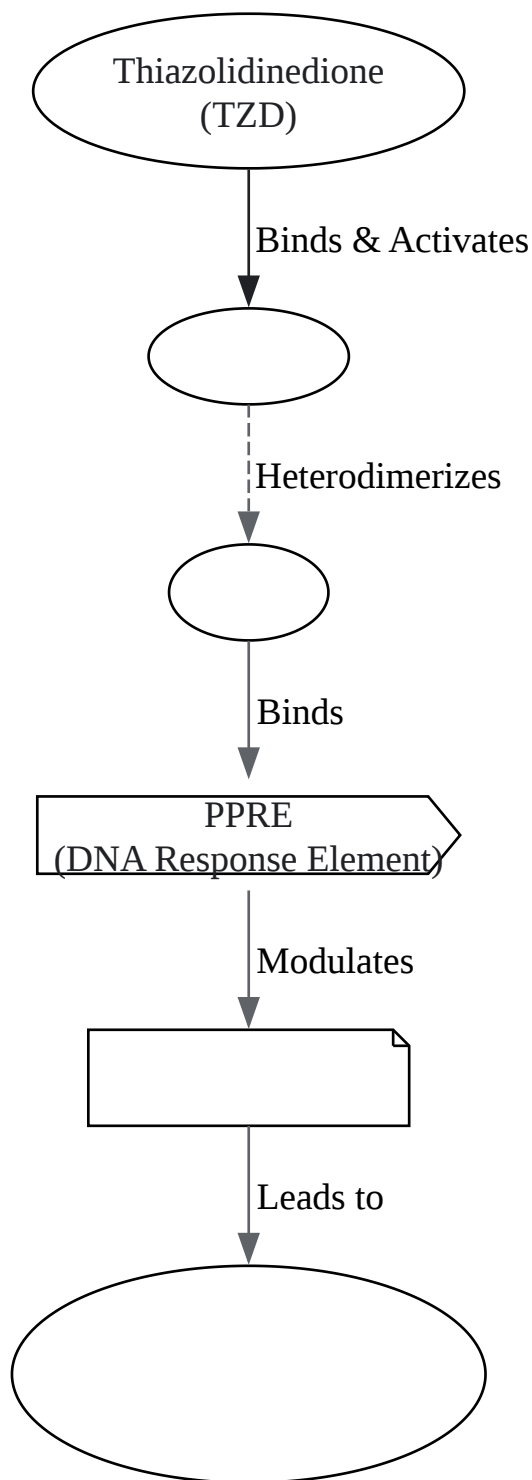 Thiazolidinedione
(TZD)
Binds & Activates
Heterodimerizes
Binds
PPRE
(DNA Response Element)
Modulates
Leads to